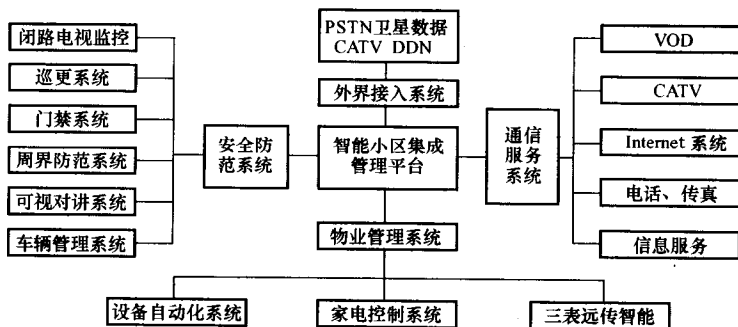 PSTN卫星数据
CATV DDN
外界接入系统
智能小区集成
管理平台
闭路电视监控
巡更系统
门禁系统
周界防范系统
可视对讲系统
车辆管理系统
安全防
范系统
通信
服务
系统
VOD
CATV
Internet 系统
电话、传真
信息服务
物业管理系统
设备自动化系统
家电控制系统
三表远传智能